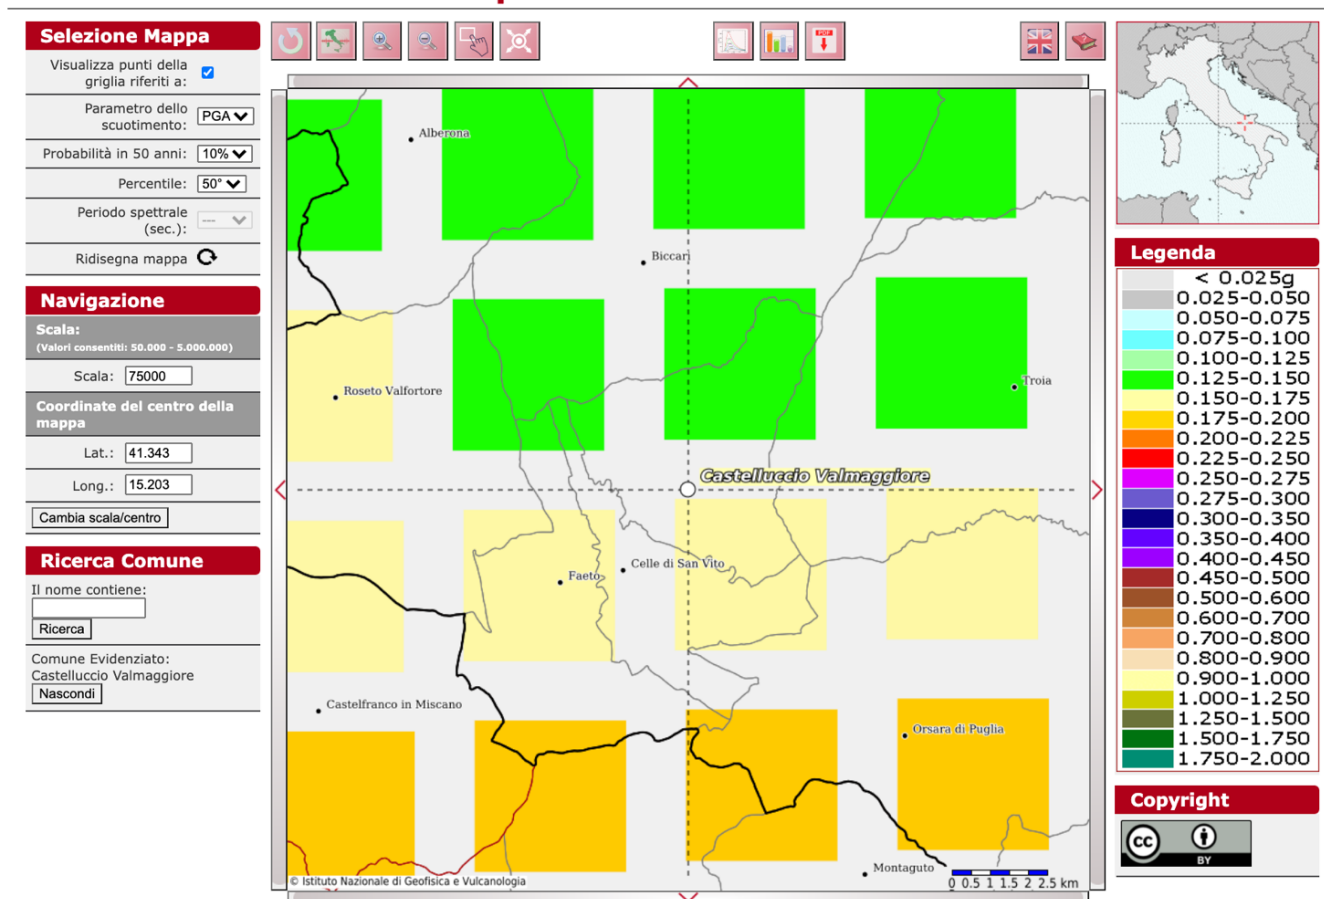 Selezione Mappa
Visualizza punti della
griglia riferiti a:
Parametro dello
scuotimento:
PGA
Probabilità in 50 anni:
10%
Percentile:
50°
Periodo spettrale
(sec.):
---
Ridisegna mappa
Navigazione
Scala:
(Valori consentiti: 50.000 - 5.000.000)
Scala:
75000
Coordinate del centro della
mappa
Lat.:
41.343
Long.:
15.203
Cambia scala/centro
Ricerca Comune
Il nome contiene:
Ricerca
Comune Evidenziato:
Castelluccio Valmaggiore
Nascondi
PDF
Alberona
Biccari
Roseto Valfortore
Troia
Castelluccio Valmaggiore
Celle di San Vito
Faeto
Castelfranco in Miscano
Orsara di Puglia
Montaguto
© Istituto Nazionale di Geofisica e Vulcanologia
0 0.5 1 1.5 2 2.5 km
Legenda
< 0.025g
0.025-0.050
0.050-0.075
0.075-0.100
0.100-0.125
0.125-0.150
0.150-0.175
0.175-0.200
0.200-0.225
0.225-0.250
0.250-0.275
0.275-0.300
0.300-0.350
0.350-0.400
0.400-0.450
0.450-0.500
0.500-0.600
0.600-0.700
0.700-0.800
0.800-0.900
0.900-1.000
1.000-1.250
1.250-1.500
1.500-1.750
1.750-2.000
Copyright
cc
BY